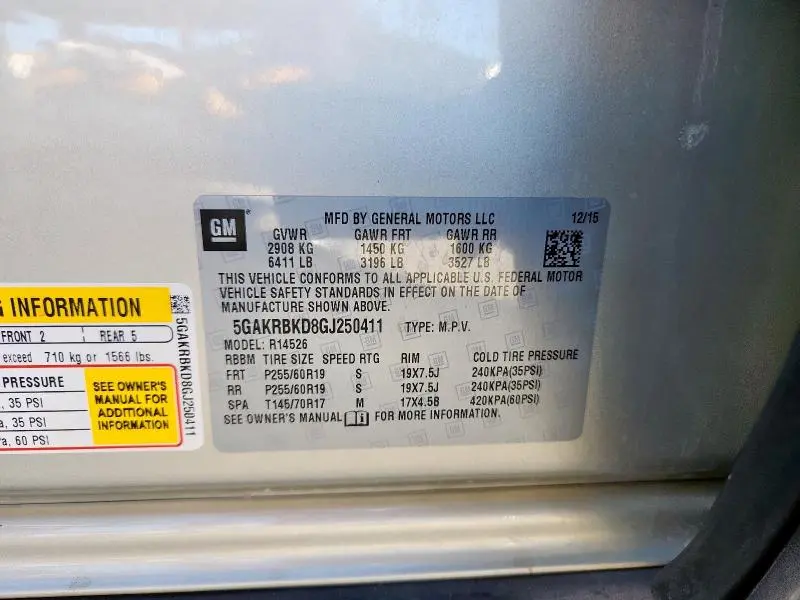 GM
MFD BY GENERAL MOTORS LLC 12/15
GVWR GAWR FRT GAWR RR
2908 KG 1450 KG 1600 KG
6411 LB 3196 LB 3527 LB
THIS VEHICLE CONFORMS TO ALL APPLICABLE U.S. FEDERAL MOTOR
VEHICLE SAFETY STANDARDS IN EFFECT ON THE DATE OF
MANUFACTURE SHOWN ABOVE.
5GAKRBKD8GJ250411 TYPE: M.P.V.
MODEL: R14526
RBBM TIRE SIZE SPEED RTG RIM COLD TIRE PRESSURE
FRT P255/60R19 S 19X7.5J 240KPA(35PSI)
RR P255/60R19 S 19X7.5J 240KPA(35PSI)
SPA T145/70R17 M 17X4.5B 420KPA(60PSI)
SEE OWNER'S MANUAL FOR MORE INFORMATION.
INFORMATION
FRONT 2 REAR 5
exceed 710 kg or 1566 lbs.
PRESSURE
, 35 PSI
a, 35 PSI
a, 60 PSI
SEE OWNER'S
MANUAL FOR
ADDITIONAL
INFORMATION
5GAKRBKD8GJ250411